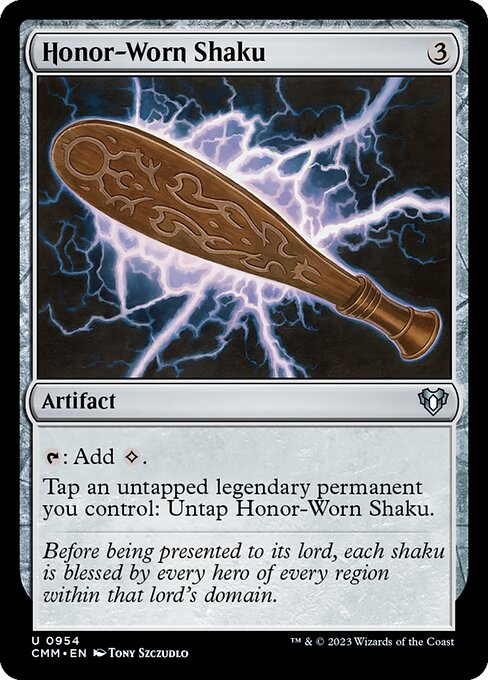 Honor-Worn Shaku 3
Artifact
: Add .
Tap an untapped legendary permanent
you control: Untap Honor-Worn Shaku.
Before being presented to its lord, each shaku
is blessed by every hero of every region
within that lord's domain.
U 0954
™ & © 2023 Wizards of the Coast
CMM • EN Tony Szczudlo